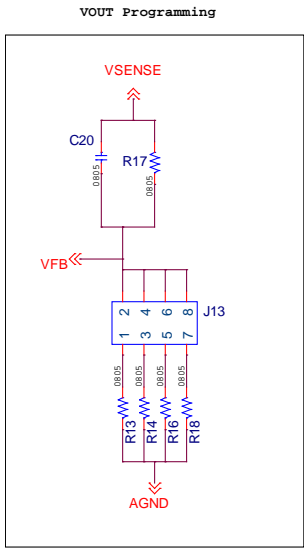 VOUT Programming
VSENSE
C20
R17
0805
0805
VFB
2 4 6 8
J13
1 3 5 7
0805 0805 0805 0805
R13 R14 R16 R18
AGND